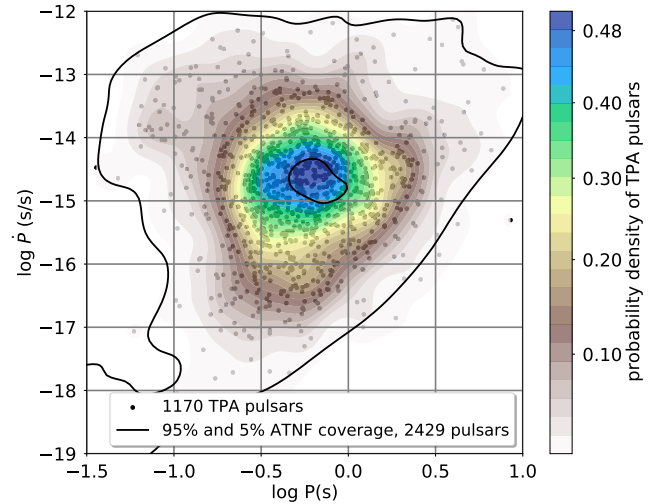 −12
−13
−14
−15
−16
−17
−18
−19
log Ṗ (s/s)
−1.5 −1.0 −0.5 0.0 0.5 1.0
log P(s)
1170 TPA pulsars
95% and 5% ATNF coverage, 2429 pulsars
0.48
0.40
0.30
0.20
0.10
probability density of TPA pulsars